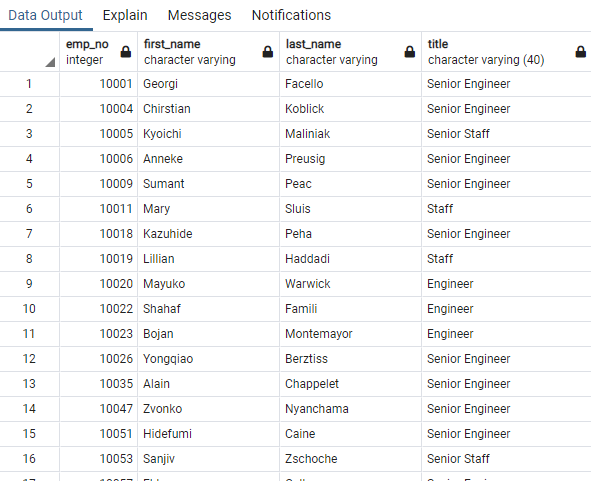 Data Output Explain Messages Notifications
emp_no first_name last_name title
integer character varying character varying character varying (40)
1 10001 Georgi Facello Senior Engineer
2 10004 Chirstian Koblick Senior Engineer
3 10005 Kyoichi Maliniak Senior Staff
4 10006 Anneke Preusig Senior Engineer
5 10009 Sumant Peac Senior Engineer
6 10011 Mary Sluis Staff
7 10018 Kazuhide Peha Senior Engineer
8 10019 Lillian Haddadi Staff
9 10020 Mayuko Warwick Engineer
10 10022 Shahaf Famili Engineer
11 10023 Bojan Montemayor Engineer
12 10026 Yongqiao Berztiss Senior Engineer
13 10035 Alain Chappelet Senior Engineer
14 10047 Zvonko Nyanchama Senior Engineer
15 10051 Hidefumi Caine Senior Engineer
16 10053 Sanjiv Zschoche Senior Staff